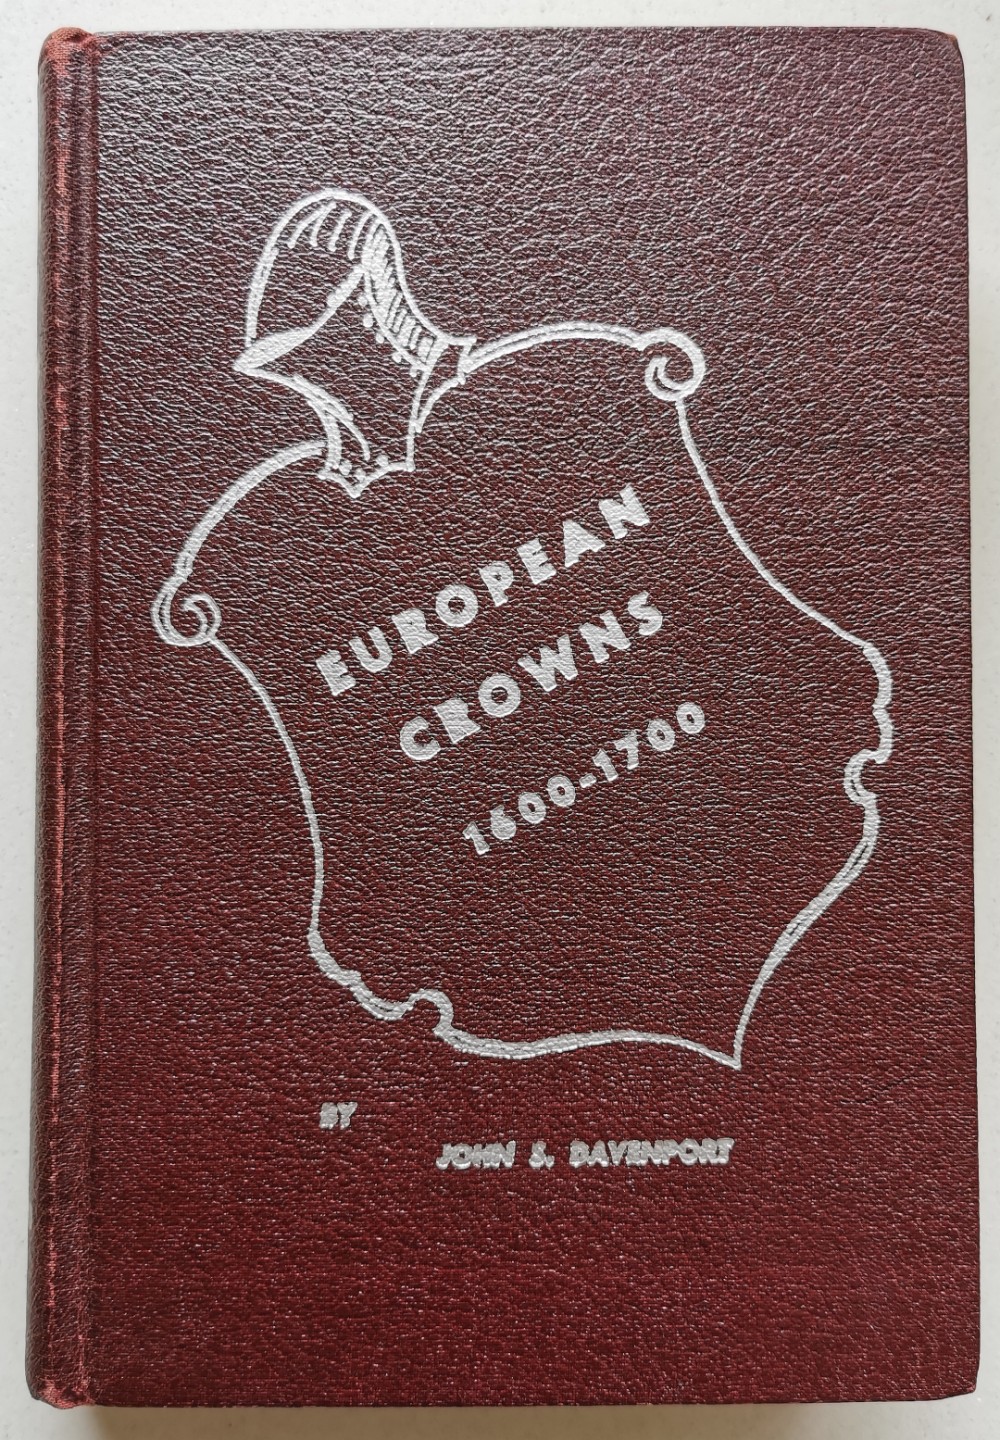 EUROPEAN
CROWNS
1600-1700
BY
JOHN S. DAVENPORT